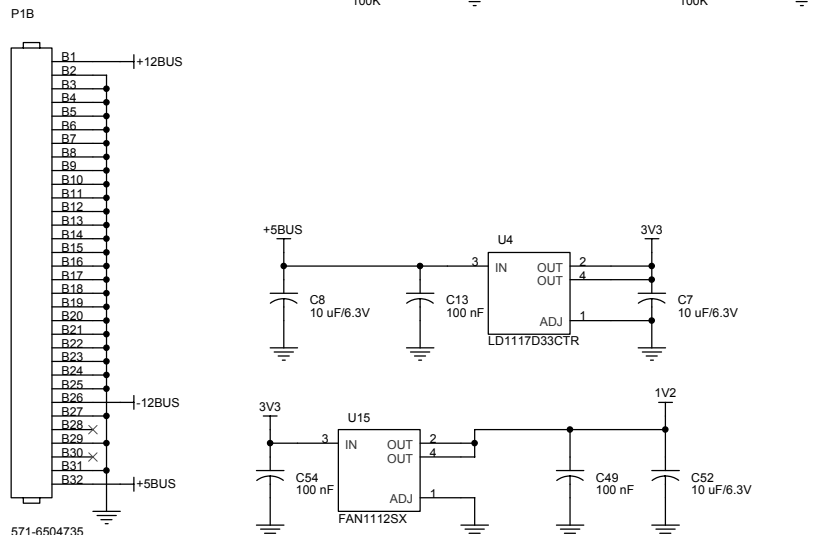 100K
100K
P1B
B1
+12BUS
B2
B3
B4
B5
B6
B7
B8
B9
B10
B11
B12
B13
B14
B15
B16
B17
B18
B19
B20
B21
B22
B23
B24
B25
B26
-12BUS
B27
B28
B29
B30
B31
B32
+5BUS
571-6504735
+5BUS
U4
3V3
3
IN
OUT
2
OUT
4
C8
10 uF/6.3V
C13
100 nF
C7
10 uF/6.3V
ADJ
1
LD1117D33CTR
3V3
U15
1V2
3
IN
OUT
2
OUT
4
C54
100 nF
C49
100 nF
C52
10 uF/6.3V
ADJ
1
FAN1112SX